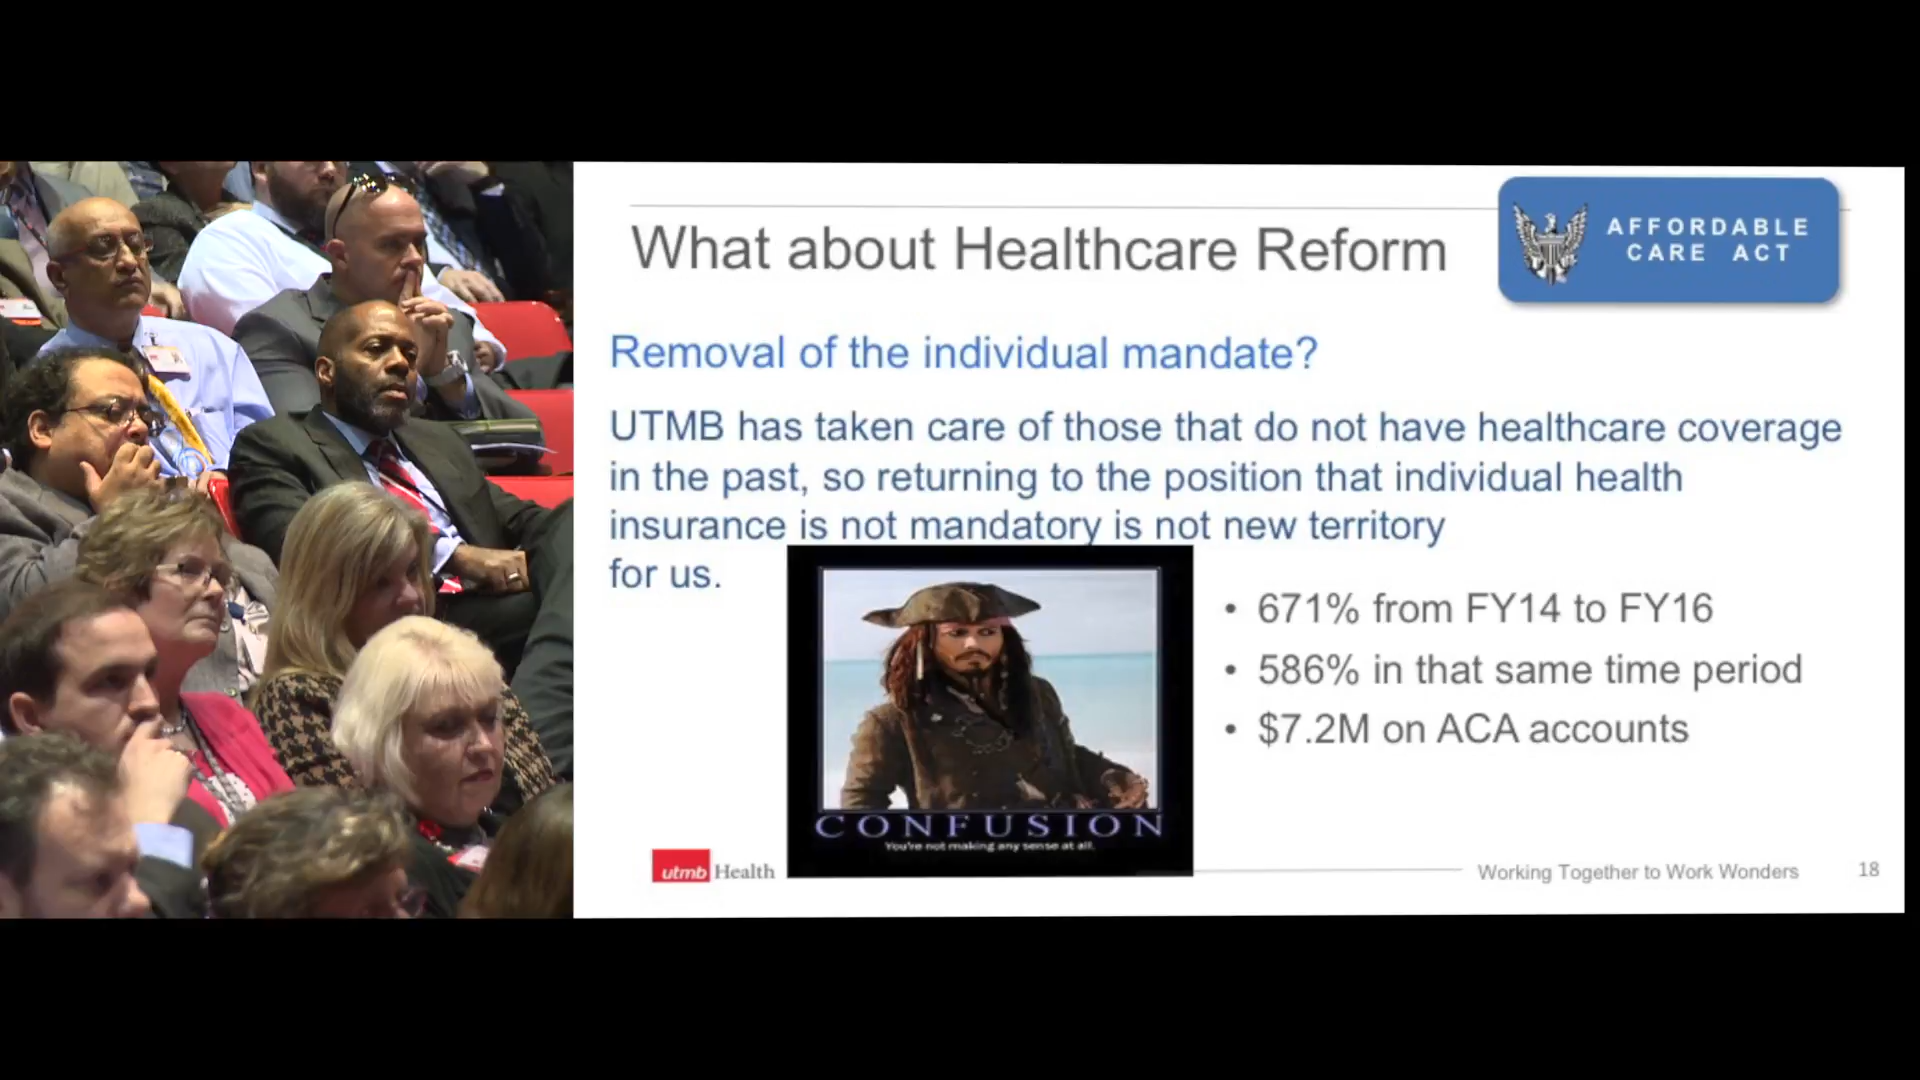 What about Healthcare Reform
AFFORDABLE
CARE ACT
Removal of the individual mandate?
UTMB has taken care of those that do not have healthcare coverage
in the past, so returning to the position that individual health
insurance is not mandatory is not new territory
for us.
• 671% from FY14 to FY16
• 586% in that same time period
• $7.2M on ACA accounts
CONFUSION
You're not making any sense at all.
utmb Health
Working Together to Work Wonders
18